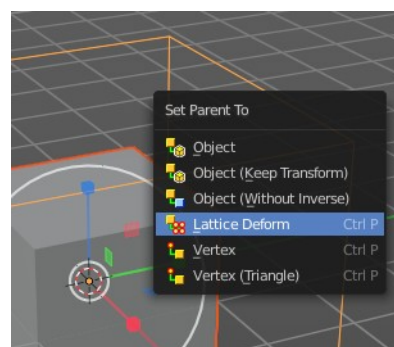 Set Parent To
Object
Object (Keep Transform)
Object (Without Inverse)
Lattice Deform Ctrl P
Vertex Ctrl P
Vertex (Triangle) Ctrl P